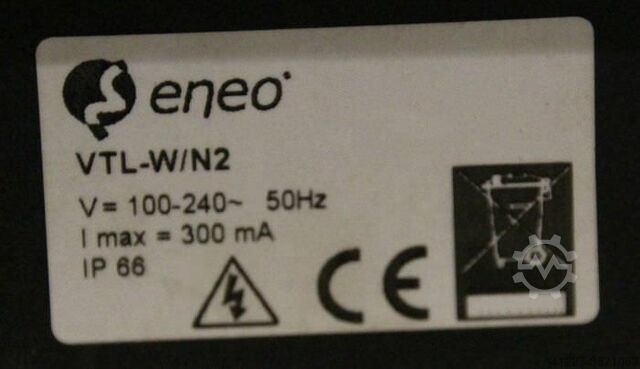 eneo
VTL-W/N2
V = 100-240~ 50Hz
I max = 300 mA
IP 66
CE